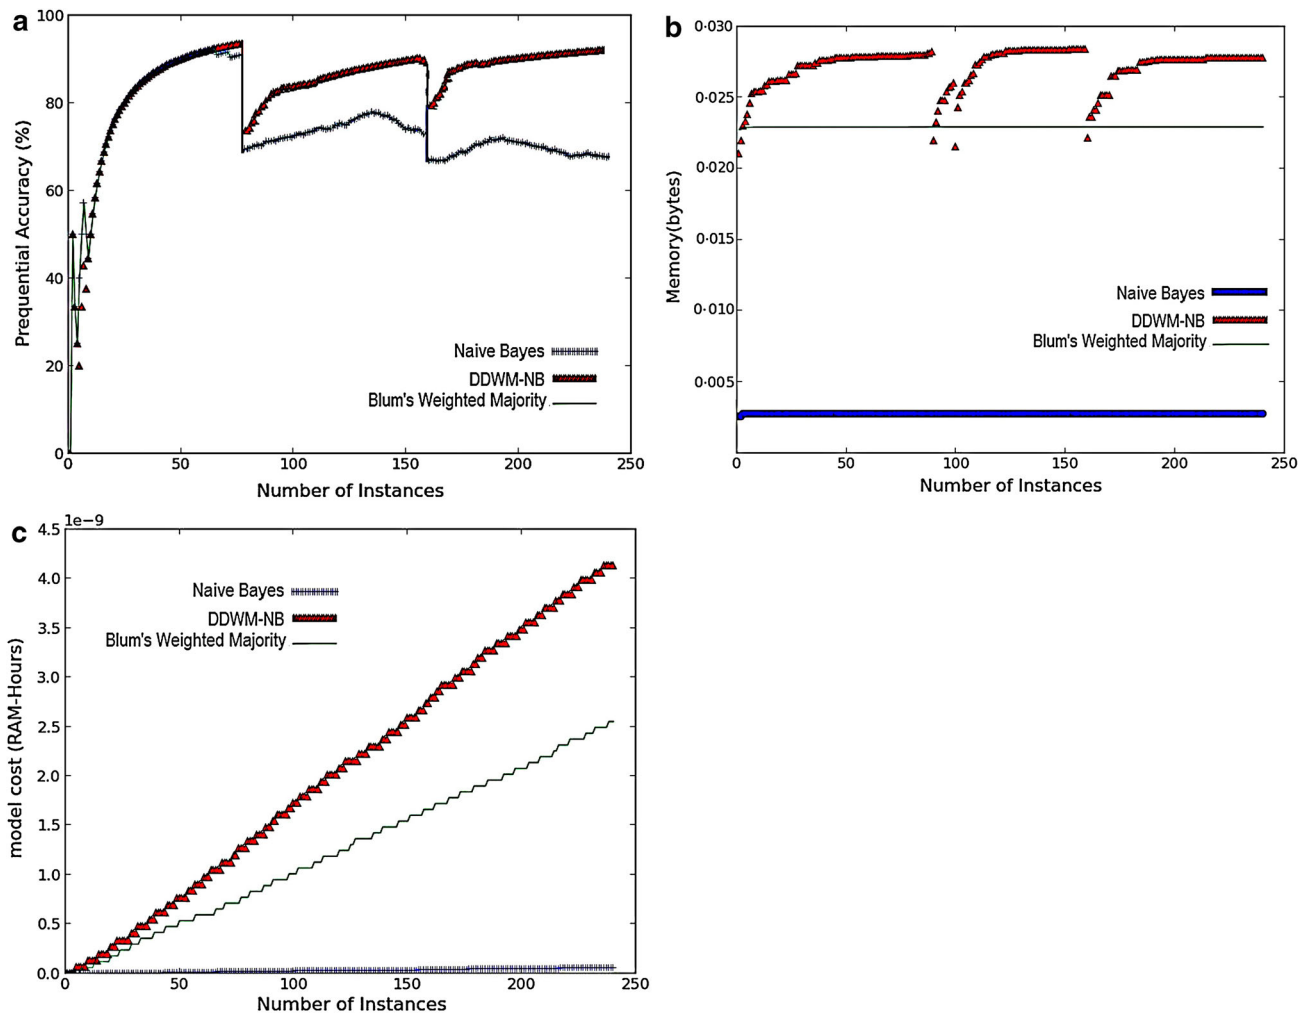 a
100
80
60
40
20
0
Prequential Accuracy (%)
Naive Bayes
DDWM-NB
Blum's Weighted Majority
0 50 100 150 200 250
Number of Instances
b
0·030
0·025
0·020
0·015
0·010
0·005
Memory(bytes)
Naive Bayes
DDWM-NB
Blum's Weighted Majority
0 50 100 150 200 250
Number of Instances
c
1e−9
4.5
4.0
3.5
3.0
2.5
2.0
1.5
1.0
0.5
0.0
model cost (RAM-Hours)
Naive Bayes
DDWM-NB
Blum's Weighted Majority
0 50 100 150 200 250
Number of Instances